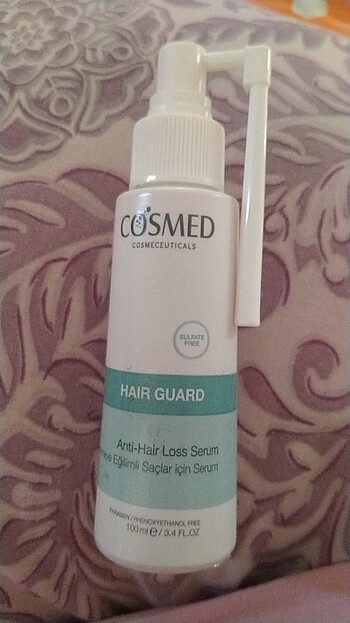 COSMED
COSMECEUTICALS
SULFATE
FREE
HAIR GUARD
Anti-Hair Loss Serum
Eğilimli Saçlar için Serum
PARABEN / PHENOXYETHANOL FREE
100 ml e / 3.4 FL.OZ